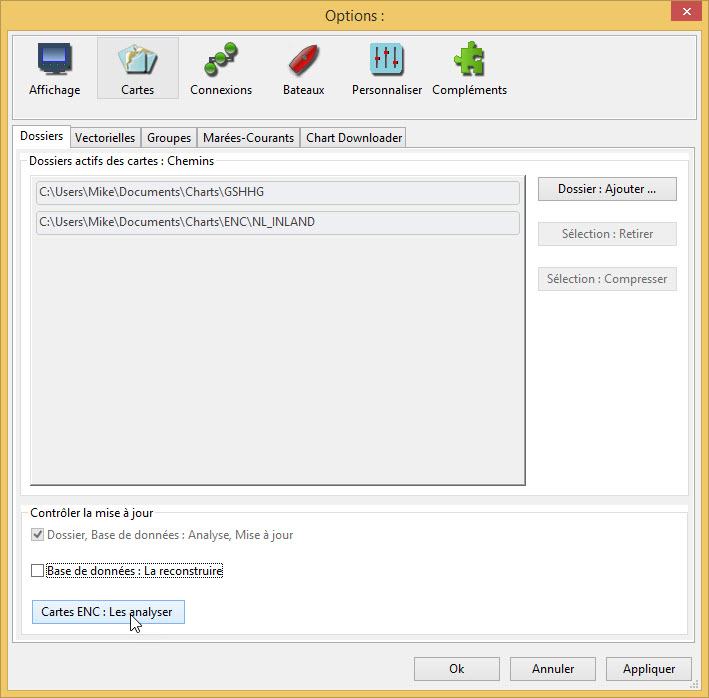 Options :
Affichage
Cartes
Connexions
Bateaux
Personnaliser
Compléments
Dossiers
Vectorielles
Groupes
Marées-Courants
Chart Downloader
Dossiers actifs des cartes : Chemins
C:\Users\Mike\Documents\Charts\GSHHG
C:\Users\Mike\Documents\Charts\ENC\NL_INLAND
Dossier : Ajouter ...
Sélection : Retirer
Sélection : Compresser
Contrôler la mise à jour
Dossier, Base de données : Analyse, Mise à jour
Base de données : La reconstruire
Cartes ENC : Les analyser
Ok
Annuler
Appliquer